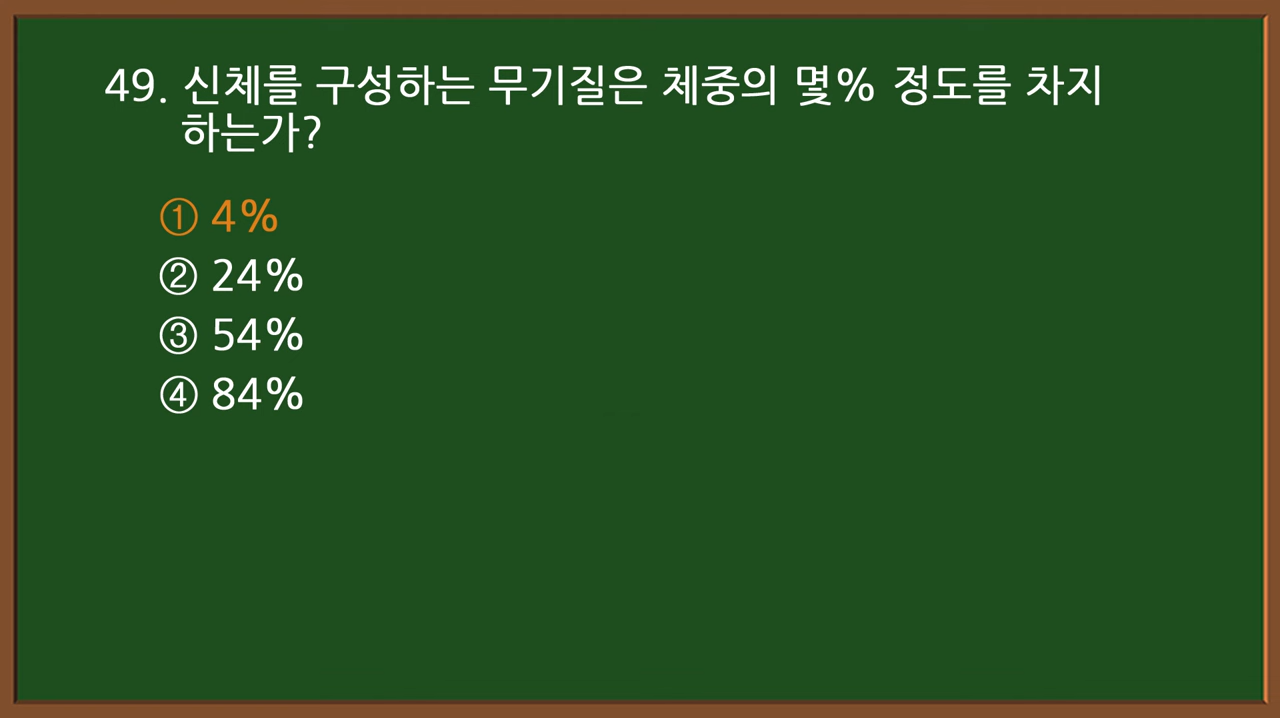 49. 신체를 구성하는 무기질은 체중의 몇% 정도를 차지
하는가?
① 4%
② 24%
③ 54%
④ 84%